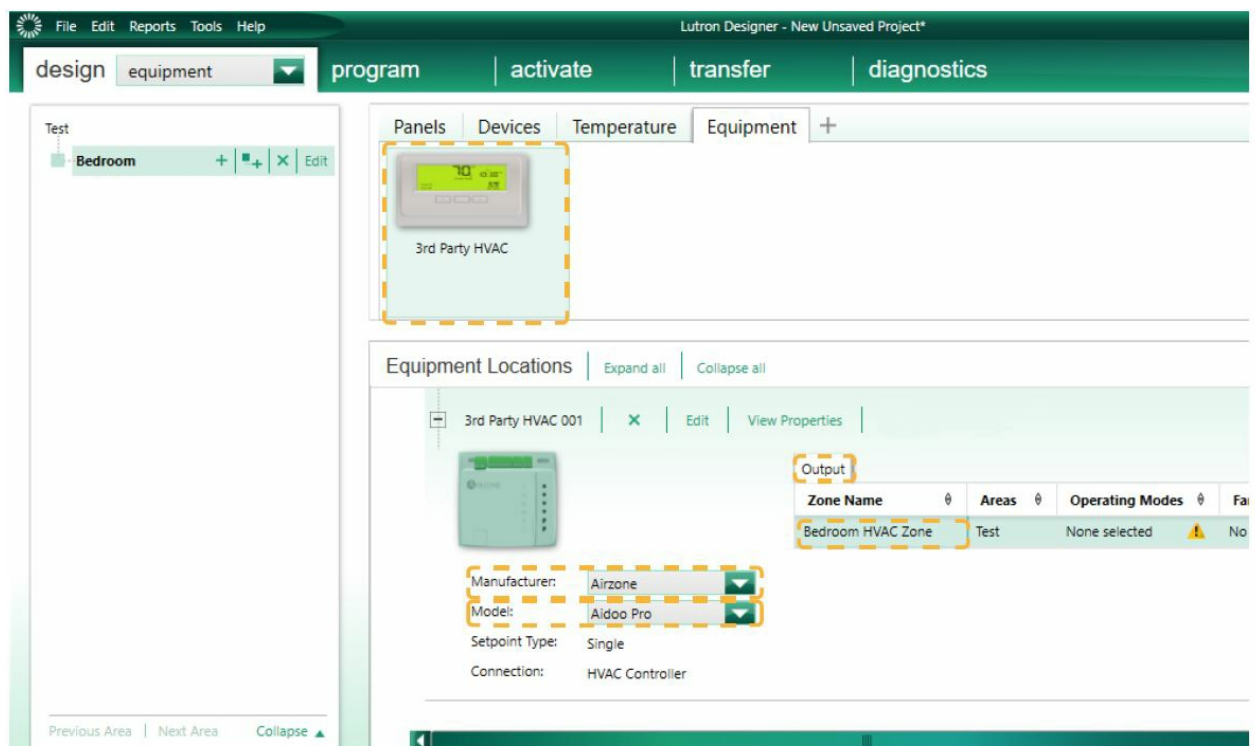 File Edit Reports Tools Help
Lutron Designer - New Unsaved Project*
design equipment program activate transfer diagnostics
Test
Bedroom + × Edit
Panels Devices Temperature Equipment +
70
3rd Party HVAC
Equipment Locations Expand all Collapse all
3rd Party HVAC 001 × Edit View Properties
Output
Zone Name Areas Operating Modes Fa
Bedroom HVAC Zone Test None selected No
Manufacturer: Airzone
Model: Aidoo Pro
Setpoint Type: Single
Connection: HVAC Controller
Previous Area Next Area Collapse